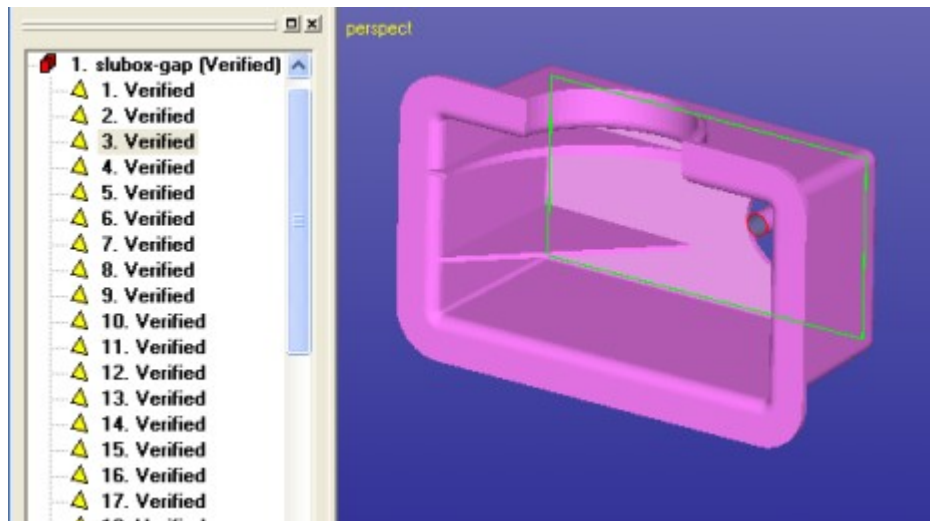 perspect
1. slubox-gap (Verified)
1. Verified
2. Verified
3. Verified
4. Verified
5. Verified
6. Verified
7. Verified
8. Verified
9. Verified
10. Verified
11. Verified
12. Verified
13. Verified
14. Verified
15. Verified
16. Verified
17. Verified